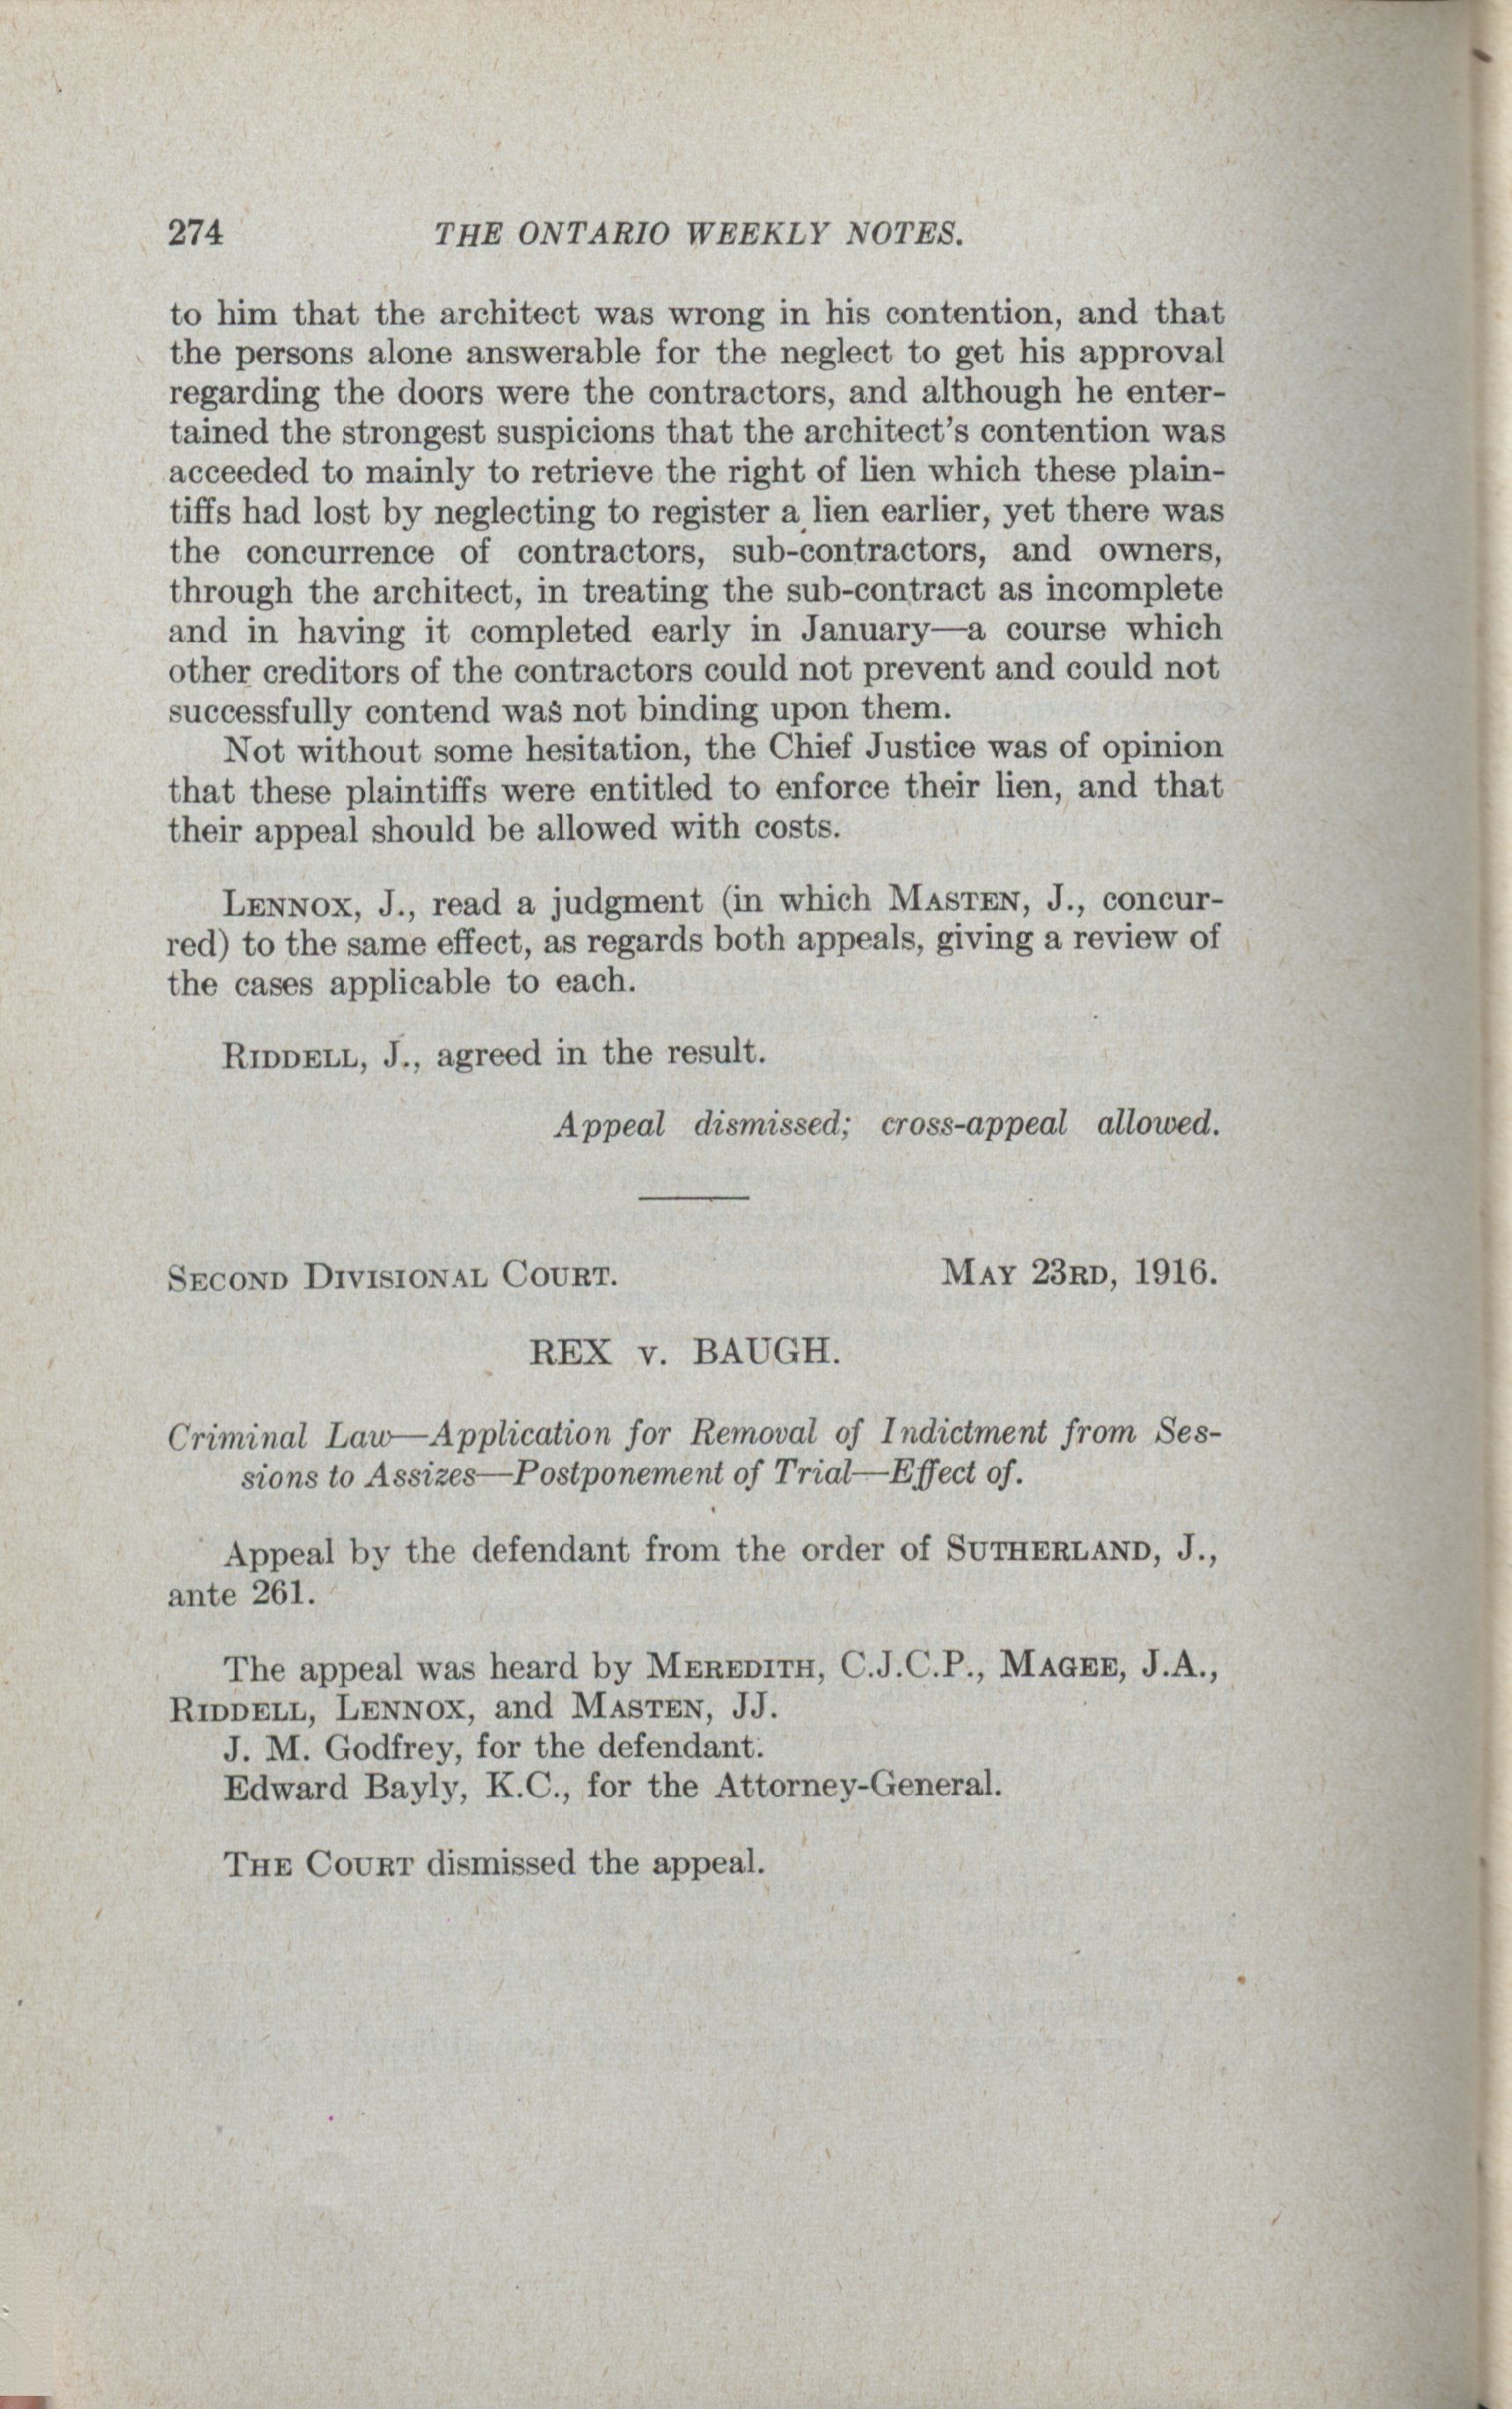 274 THE ONTARIO WEEKLY NOTES.
to him that the architect was wrong in his contention, and that
the persons alone answerable for the neglect to get his approval
regarding the doors were the contractors, and although he enter-
tained the strongest suspicions that the architect's contention was
acceeded to mainly to retrieve the right of lien which these plain-
tiffs had lost by neglecting to register a lien earlier, yet there was
the concurrence of contractors, sub-contractors, and owners,
through the architect, in treating the sub-contract as incomplete
and in having it completed early in January—a course which
other creditors of the contractors could not prevent and could not
successfully contend was not binding upon them.
Not without some hesitation, the Chief Justice was of opinion
that these plaintiffs were entitled to enforce their lien, and that
their appeal should be allowed with costs.
LENNOX, J., read a judgment (in which MASTEN, J., concur-
red) to the same effect, as regards both appeals, giving a review of
the cases applicable to each.
RIDDELL, J., agreed in the result.
Appeal dismissed; cross-appeal allowed.
SECOND DIVISIONAL COURT. MAY 23RD, 1916.
REX v. BAUGH.
Criminal Law—Application for Removal of Indictment from Ses-
sions to Assizes—Postponement of Trial—Effect of.
Appeal by the defendant from the order of SUTHERLAND, J.,
ante 261.
The appeal was heard by MEREDITH, C.J.C.P., MAGEE, J.A.,
RIDDELL, LENNOX, and MASTEN, JJ.
J. M. Godfrey, for the defendant.
Edward Bayly, K.C., for the Attorney-General.
THE COURT dismissed the appeal.